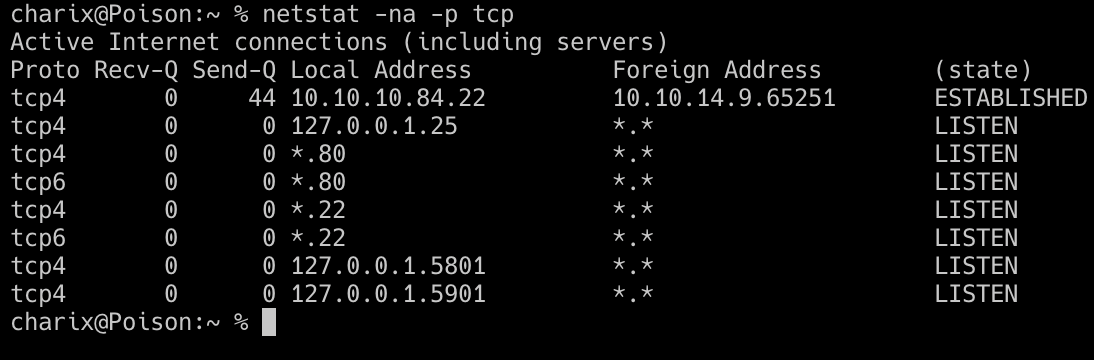 charix@Poison:~ % netstat -na -p tcp
Active Internet connections (including servers)
Proto Recv-Q Send-Q Local Address          Foreign Address        (state)
tcp4       0     44 10.10.10.84.22         10.10.14.9.65251       ESTABLISHED
tcp4       0      0 127.0.0.1.25           *.*                    LISTEN
tcp4       0      0 *.80                   *.*                    LISTEN
tcp6       0      0 *.80                   *.*                    LISTEN
tcp4       0      0 *.22                   *.*                    LISTEN
tcp6       0      0 *.22                   *.*                    LISTEN
tcp4       0      0 127.0.0.1.5801         *.*                    LISTEN
tcp4       0      0 127.0.0.1.5901         *.*                    LISTEN
charix@Poison:~ %